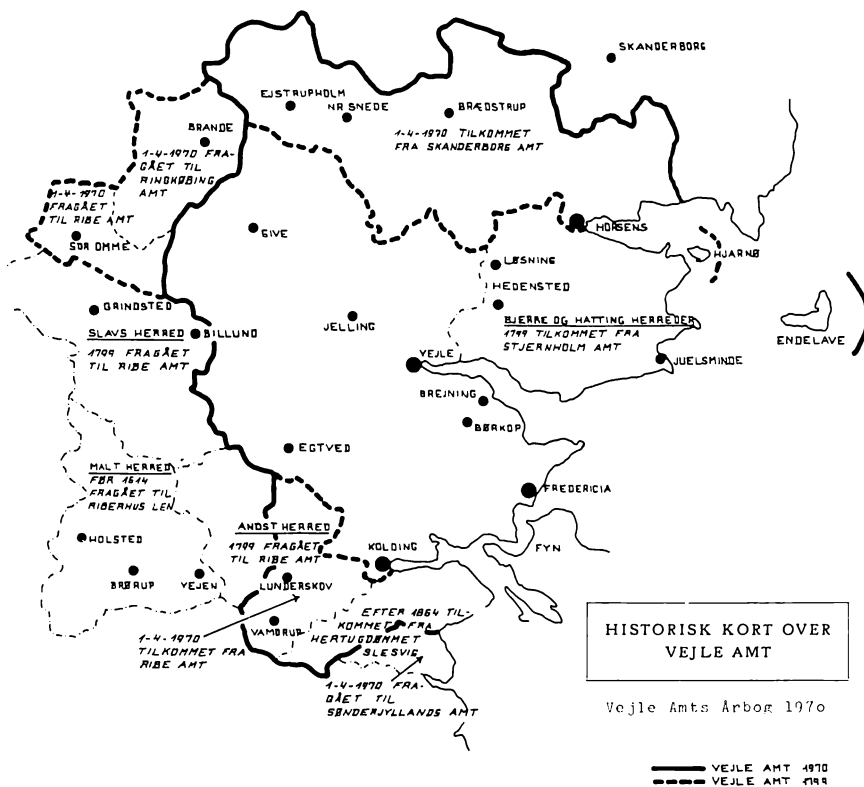 SKANDERBORG
EJSTRUPHOLM
NR SNEDE
BRÆDSTRUP
1-4-1970 TILKOMMET
FRA SKANDERBORG AMT
BRANDE
1-4-1970 FRA-
GÅET TIL
RINGKØBING
AMT
1-4-1970
FRAGÅET
TIL RIBE AMT
SDR OMME
GIVE
HORSENS
HJARNØ
LØSNING
HEDENSTED
GRINDSTED
SLAVS HERRED
1799 FRAGÅET
TIL RIBE AMT
BILLUND
JELLING
BJERRE OG HATTING HERREDER
1799 TILKOMMET FRA
STJERNHOLM AMT
ENDELAVE
VEJLE
JUELSMINDE
BREJNING
BØRKOP
EGTVED
MALT HERRED
FØR 1614
FRAGÅET TIL
RIBERHUS LEN
FREDERICIA
ANDST HERRED
1799 FRAGÅET
TIL RIBE AMT
HOLSTED
KOLDING
FYN
BRØRUP
VEJEN
LUNDERSKOV
EFTER 1864 TIL-
KOMMET FRA
HERTUGDØMMET
SLESVIG
VAMDRUP
1-4-1970
TILKOMMET FRA
RIBE AMT
1-4-1970 FRA-
GÅET TIL
SØNDERJYLLANDS AMT
HISTORISK KORT OVER
VEJLE AMT
Vejle Amts Årbog 1970
VEJLE AMT 1970
VEJLE AMT 1799